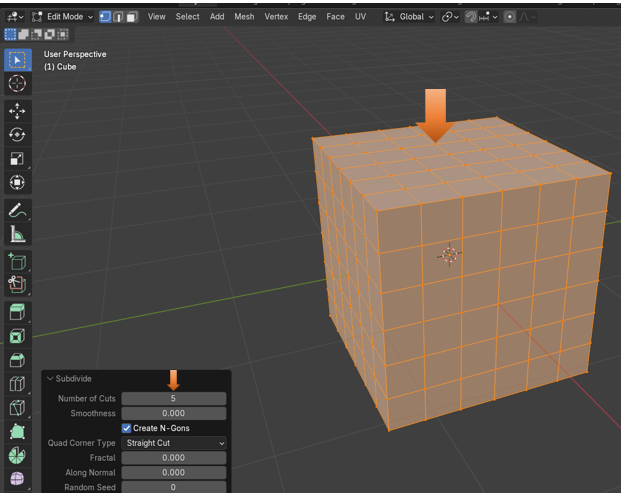 Edit Mode View Select Add Mesh Vertex Edge Face UV Global
User Perspective
(1) Cube
Subdivide
Number of Cuts 5
Smoothness 0.000
Create N-Gons
Quad Corner Type Straight Cut
Fractal 0.000
Along Normal 0.000
Random Seed 0